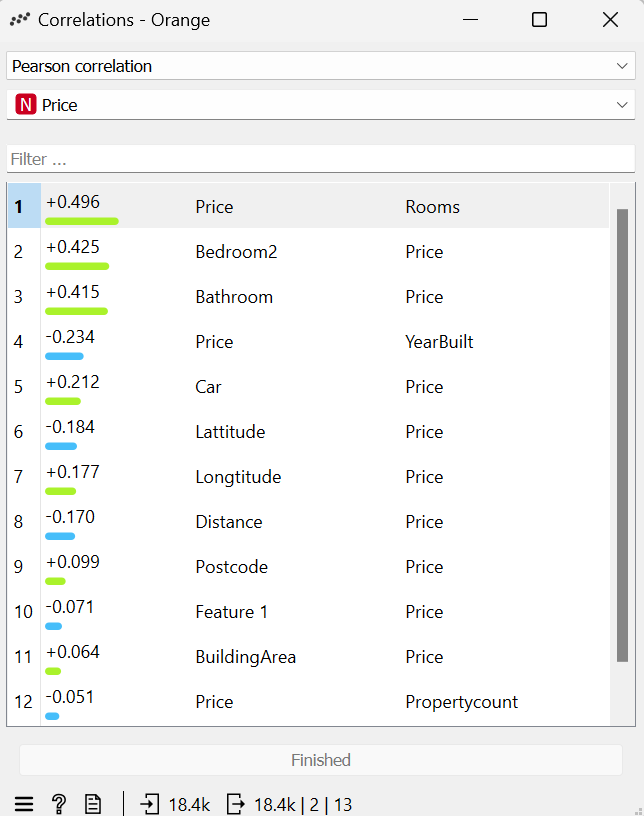 Correlations - Orange
Pearson correlation
N Price
Filter ...
1 +0.496 Price Rooms
2 +0.425 Bedroom2 Price
3 +0.415 Bathroom Price
4 -0.234 Price YearBuilt
5 +0.212 Car Price
6 -0.184 Lattitude Price
7 +0.177 Longtitude Price
8 -0.170 Distance Price
9 +0.099 Postcode Price
10 -0.071 Feature 1 Price
11 +0.064 BuildingArea Price
12 -0.051 Price Propertycount
Finished
? 18.4k 18.4k | 2 | 13